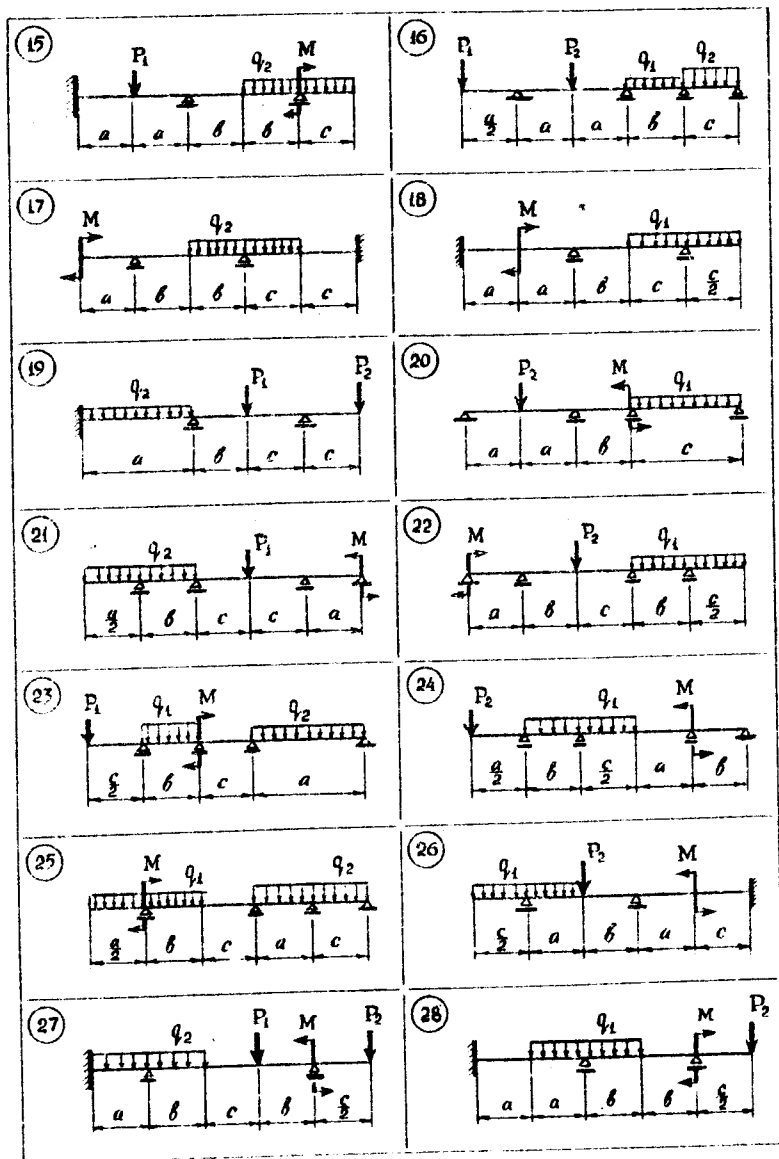 15
P₁ q₂ M
a a в в c
16
P₁ P₂ q₁ q₂
a/2 a a в c
17
M q₂
a в в c c
18
M q₁
a a в c c/2
19
q₂ P₁ P₂
a в c c
20
P₂ M q₁
a a в c
21
q₂ P₁ M
a/2 в c c a
22
M P₂ q₁
a в c в c/2
23
P₁ q₁ M q₂
c/2 в c a
24
P₂ q₁ M
a/2 в c/2 a в
25
M q₁ q₂
a/2 в c a c
26
q₁ P₂ M
c/2 a в a c
27
q₂ P₁ M P₂
a в c в c/2
28
q₁ M P₂
a a в в c/2